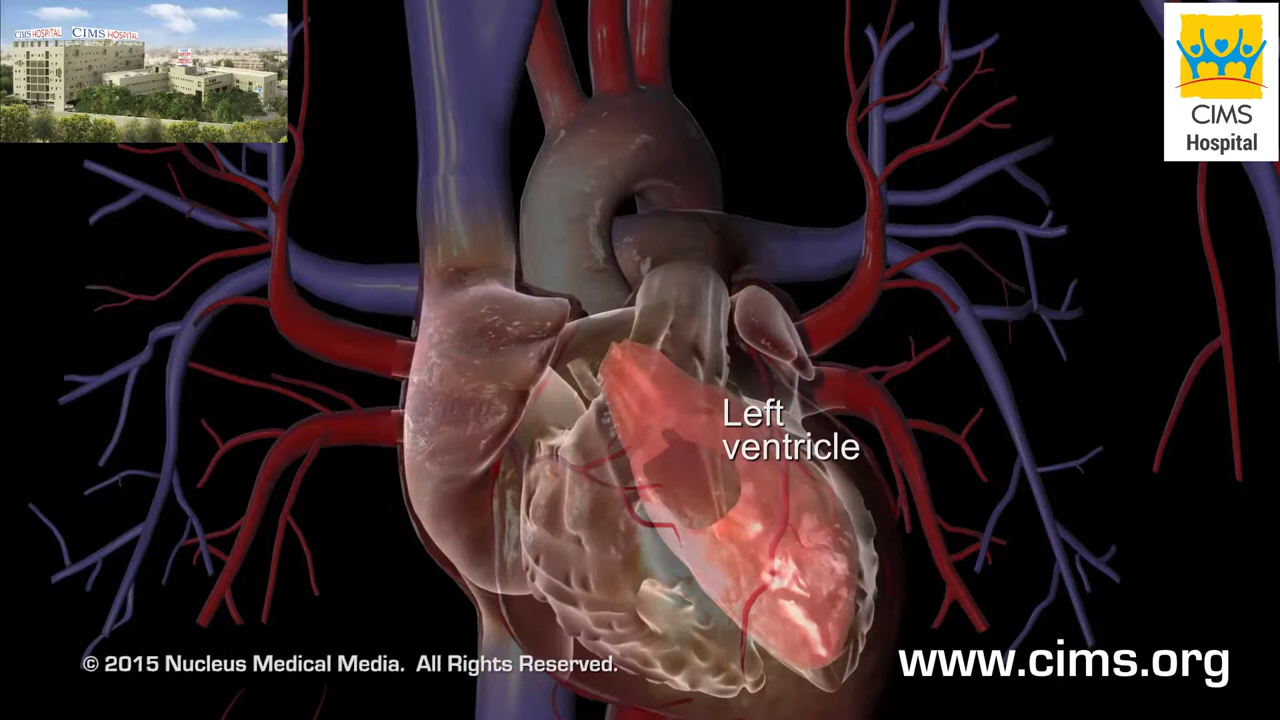 CIMS HOSPITAL CIMS HOSPITAL
CIMS
Hospital
Left
ventricle
© 2015 Nucleus Medical Media. All Rights Reserved.
www.cims.org